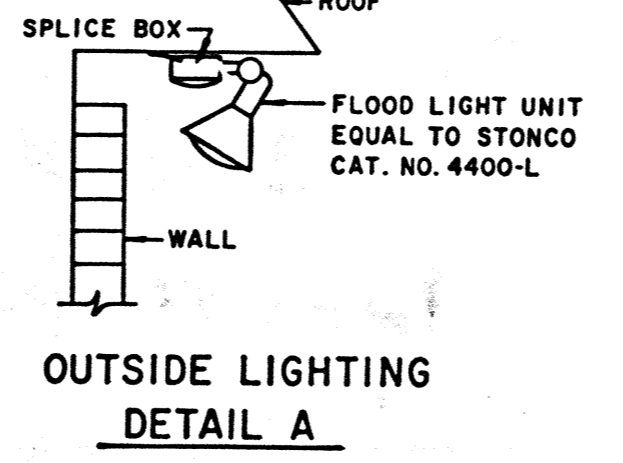 ROOF
SPLICE BOX
FLOOD LIGHT UNIT
EQUAL TO STONCO
CAT. NO. 4400-L
WALL
OUTSIDE LIGHTING
DETAIL A